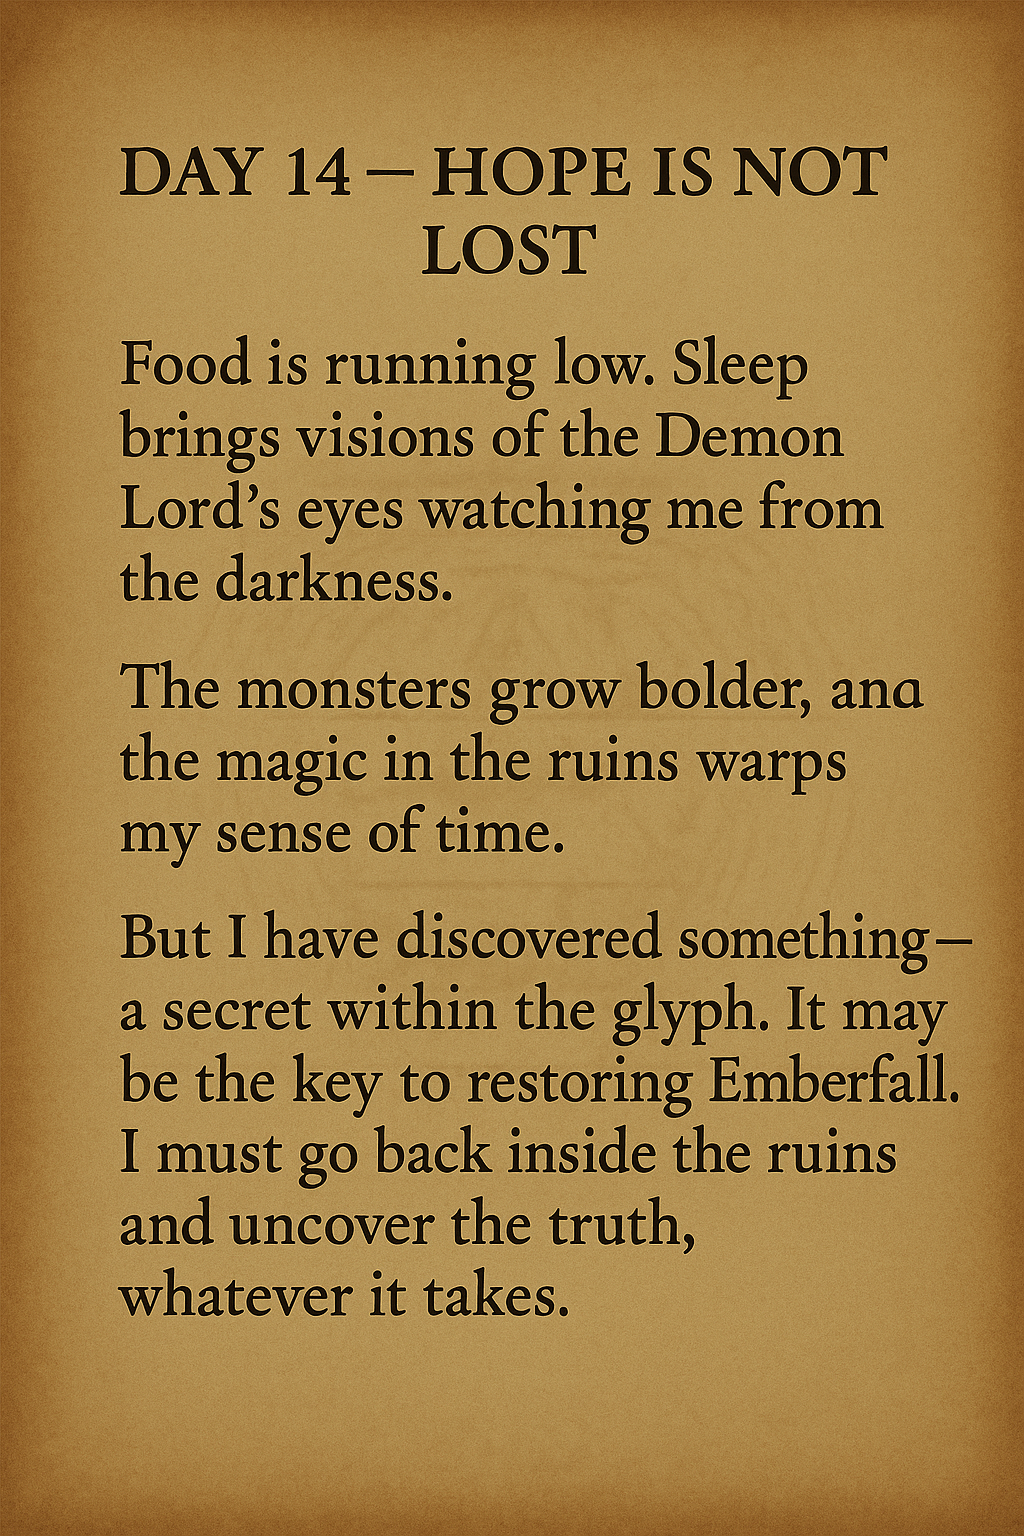 DAY 14 – HOPE IS NOT
LOST
Food is running low. Sleep
brings visions of the Demon
Lord’s eyes watching me from
the darkness.
The monsters grow bolder, ana
the magic in the ruins warps
my sense of time.
But I have discovered something—
a secret within the glyph. It may
be the key to restoring Emberfall.
I must go back inside the ruins
and uncover the truth,
whatever it takes.